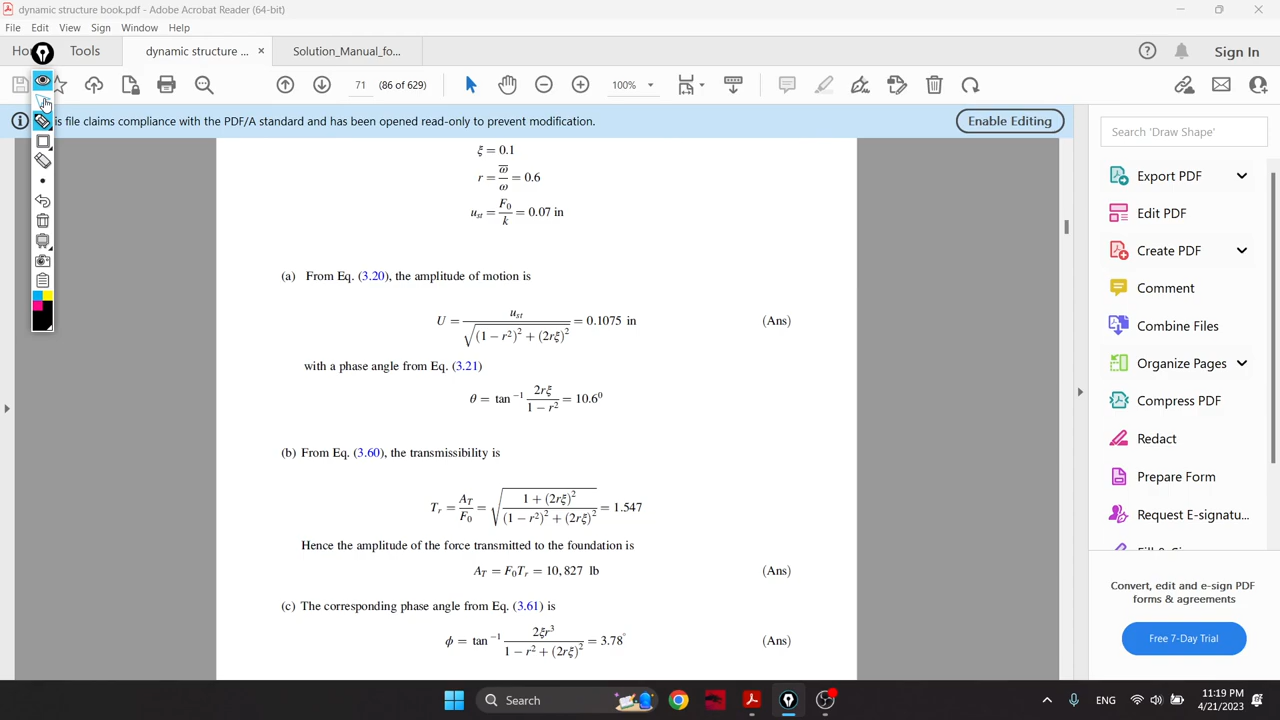 dynamic structure book.pdf - Adobe Acrobat Reader (64-bit)
File Edit View Sign Window Help
Tools dynamic structure ... × Solution_Manual_fo... Sign In
71 (86 of 629) 100%
is file claims compliance with the PDF/A standard and has been opened read-only to prevent modification. Enable Editing
ξ = 0.1
r = ω̅/ω = 0.6
u_st = F₀/k = 0.07 in
(a) From Eq. (3.20), the amplitude of motion is
U = u_st / √((1 − r²)² + (2rξ)²) = 0.1075 in (Ans)
with a phase angle from Eq. (3.21)
θ = tan⁻¹ 2rξ / (1 − r²) = 10.6⁰
(b) From Eq. (3.60), the transmissibility is
T_r = A_T/F₀ = √((1 + (2rξ)²) / ((1 − r²)² + (2rξ)²)) = 1.547
Hence the amplitude of the force transmitted to the foundation is
A_T = F₀T_r = 10,827 lb (Ans)
(c) The corresponding phase angle from Eq. (3.61) is
ϕ = tan⁻¹ 2ξr³ / (1 − r² + (2rξ)²) = 3.78° (Ans)
Search 'Draw Shape'
Export PDF
Edit PDF
Create PDF
Comment
Combine Files
Organize Pages
Compress PDF
Redact
Prepare Form
Request E-signatu...
Convert, edit and e-sign PDF
forms & agreements
Free 7-Day Trial
Search
ENG
11:19 PM
4/21/2023